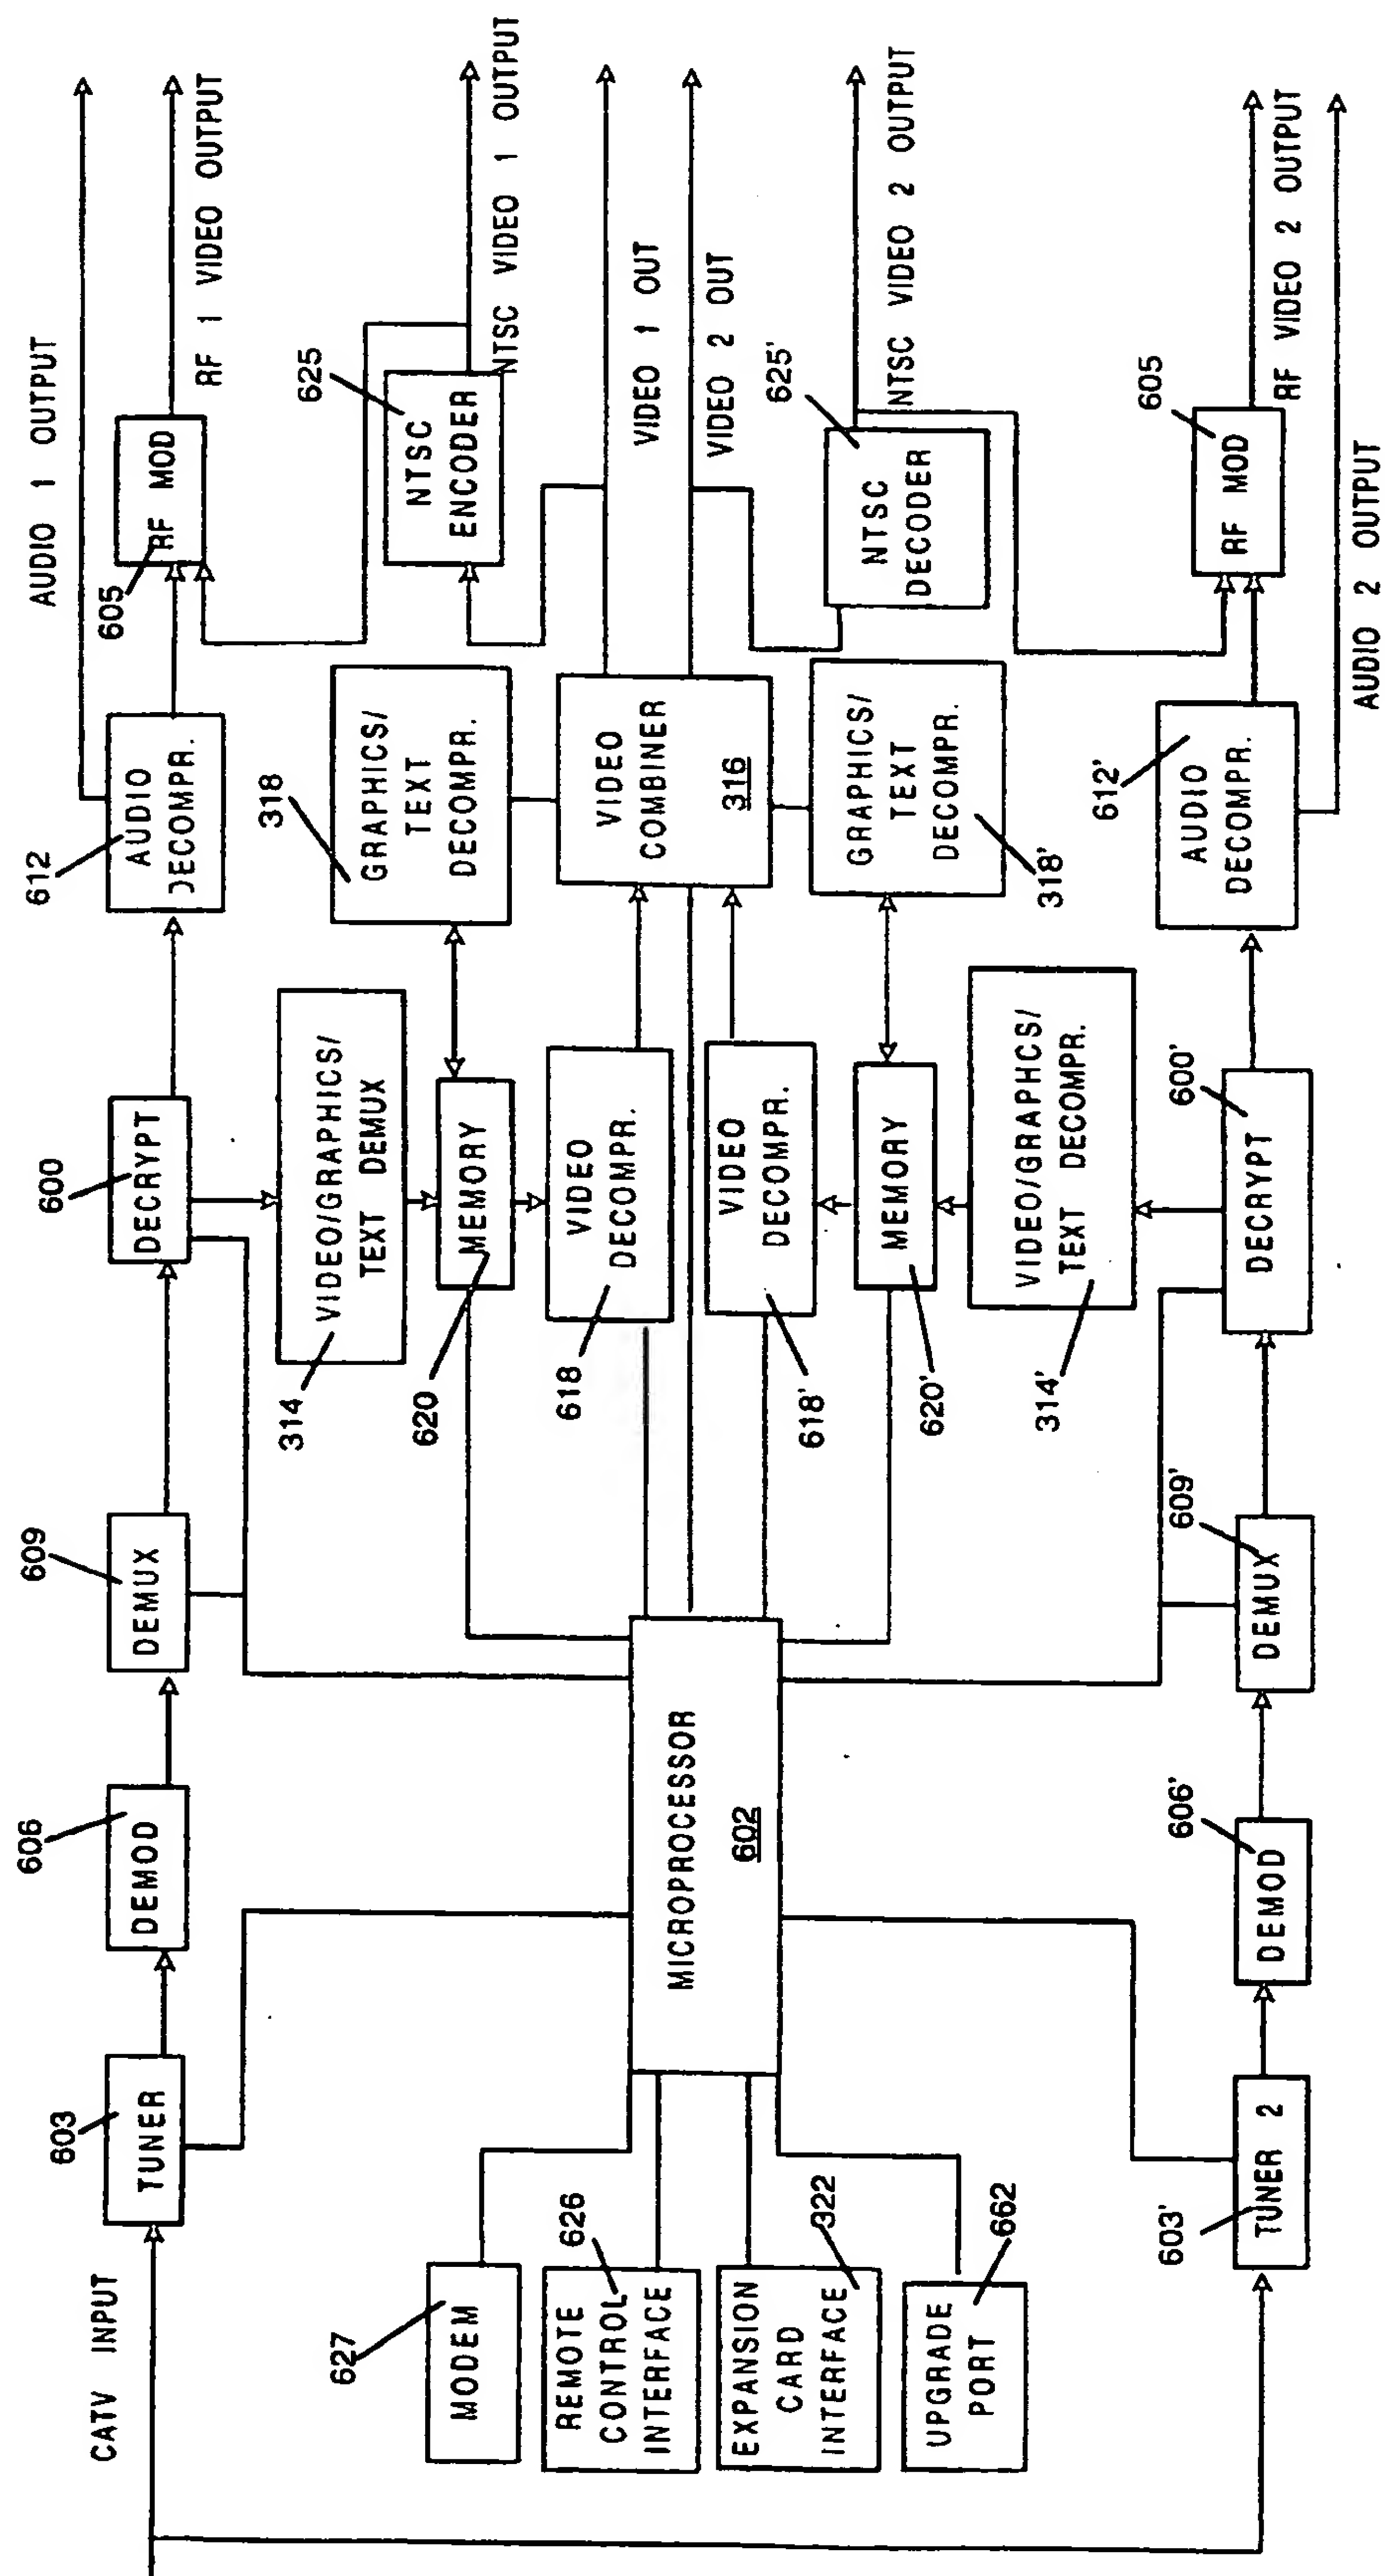 CATV INPUT
603
TUNER
606
DEMOD
609
DEMUX
600
DECRYPT
612
AUDIO
DECOMPR.
605
RF MOD
AUDIO 1 OUTPUT
RF 1 VIDEO OUTPUT
314
VIDEO/GRAPHICS/
TEXT DEMUX
318
GRAPHICS/
TEXT
DECOMPR.
625
NTSC
ENCODER
NTSC VIDEO 1 OUTPUT
620
MEMORY
618
VIDEO
DECOMPR.
627
MODEM
626
REMOTE
CONTROL
INTERFACE
322
EXPANSION
CARD
INTERFACE
662
UPGRADE
PORT
MICROPROCESSOR
602
VIDEO
COMBINER
316
VIDEO 1 OUT
VIDEO 2 OUT
618'
VIDEO
DECOMPR.
620'
MEMORY
318'
GRAPHICS/
TEXT
DECOMPR.
625'
NTSC
DECODER
NTSC VIDEO 2 OUTPUT
314'
VIDEO/GRAPHCS/
TEXT DECOMPR.
603'
TUNER 2
606'
DEMOD
609'
DEMUX
600'
DECRYPT
612'
AUDIO
DECOMPR.
605
RF MOD
RF VIDEO 2 OUTPUT
AUDIO 2 OUTPUT